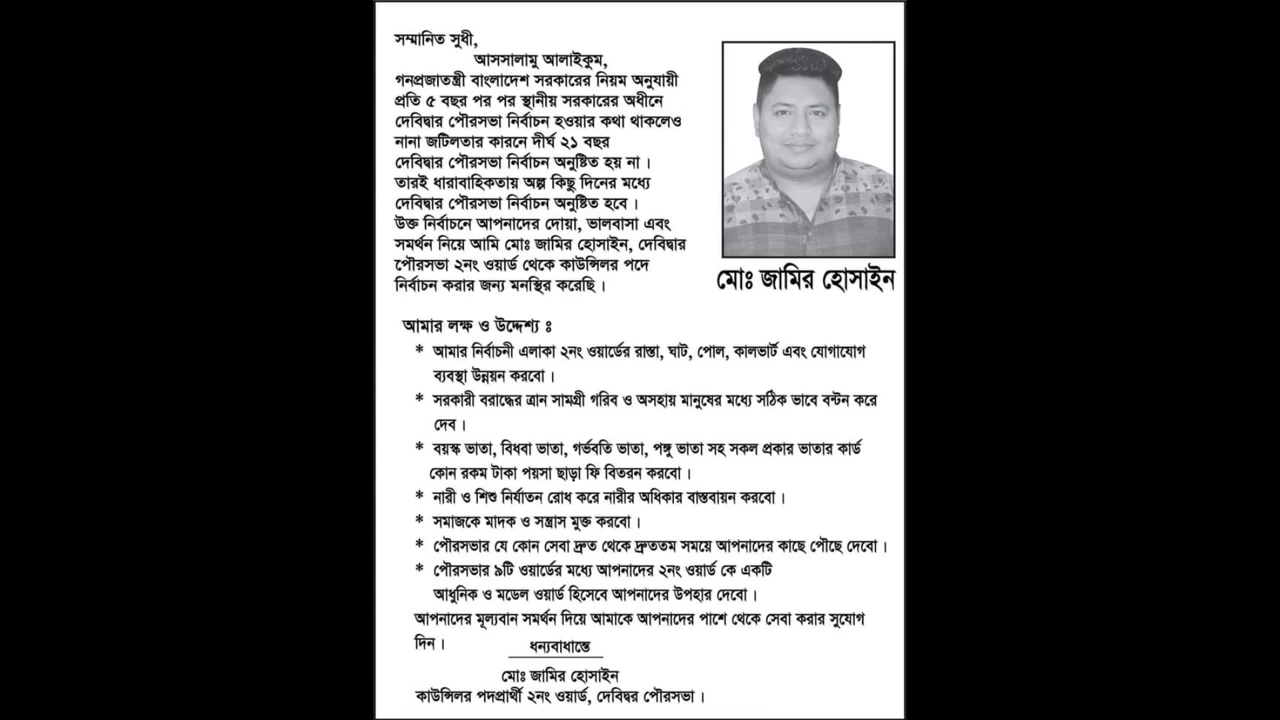 সম্মানিত সুধী,
আসসালামু আলাইকুম,
গনপ্রজাতন্ত্রী বাংলাদেশ সরকারের নিয়ম অনুযায়ী
প্রতি ৫ বছর পর পর স্থানীয় সরকারের অধীনে
দেবিদ্বার পৌরসভা নির্বাচন হওয়ার কথা থাকলেও
নানা জটিলতার কারনে দীর্ঘ ২১ বছর
দেবিদ্বার পৌরসভা নির্বাচন অনুষ্টিত হয় না।
তারই ধারাবাহিকতায় অল্প কিছু দিনের মধ্যে
দেবিদ্বার পৌরসভা নির্বাচন অনুষ্টিত হবে।
উক্ত নির্বাচনে আপনাদের দোয়া, ভালবাসা এবং
সমর্থন নিয়ে আমি মোঃ জামির হোসাইন, দেবিদ্বার
পৌরসভা ২নং ওয়ার্ড থেকে কাউন্সিলর পদে
নির্বাচন করার জন্য মনস্থির করেছি।
মোঃ জামির হোসাইন
আমার লক্ষ ও উদ্দেশ্য ঃ
* আমার নির্বাচনী এলাকা ২নং ওয়ার্ডের রাস্তা, ঘাট, পোল, কালভার্ট এবং যোগাযোগ
ব্যবস্থা উন্নয়ন করবো।
* সরকারী বরাদ্ধের ত্রান সামগ্রী গরিব ও অসহায় মানুষের মধ্যে সঠিক ভাবে বন্টন করে
দেব।
* বয়স্ক ভাতা, বিধবা ভাতা, গর্ভবতি ভাতা, পঙ্গু ভাতা সহ সকল প্রকার ভাতার কার্ড
কোন রকম টাকা পয়সা ছাড়া ফি বিতরন করবো।
* নারী ও শিশু নির্যাতন রোধ করে নারীর অধিকার বাস্তবায়ন করবো।
* সমাজকে মাদক ও সন্ত্রাস মুক্ত করবো।
* পৌরসভার যে কোন সেবা দ্রুত থেকে দ্রুততম সময়ে আপনাদের কাছে পৌছে দেবো।
* পৌরসভার ৯টি ওয়ার্ডের মধ্যে আপনাদের ২নং ওয়ার্ড কে একটি
আধুনিক ও মডেল ওয়ার্ড হিসেবে আপনাদের উপহার দেবো।
আপনাদের মূল্যবান সমর্থন দিয়ে আমাকে আপনাদের পাশে থেকে সেবা করার সুযোগ
দিন।
ধন্যবাধান্তে
মোঃ জামির হোসাইন
কাউন্সিলর পদপ্রার্থী ২নং ওয়ার্ড, দেবিদ্বর পৌরসভা।